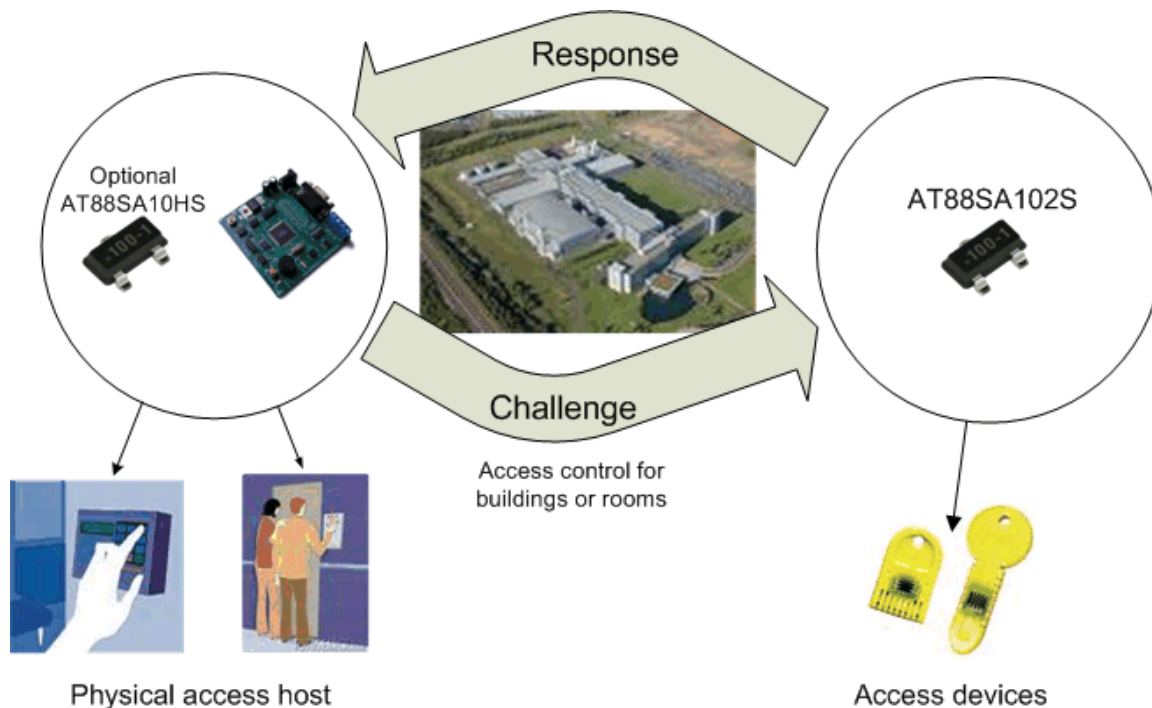 Response
Optional
AT88SA10HS
-100-1
AT88SA102S
-100-1
Challenge
Access control for
buildings or rooms
Physical access host
Access devices